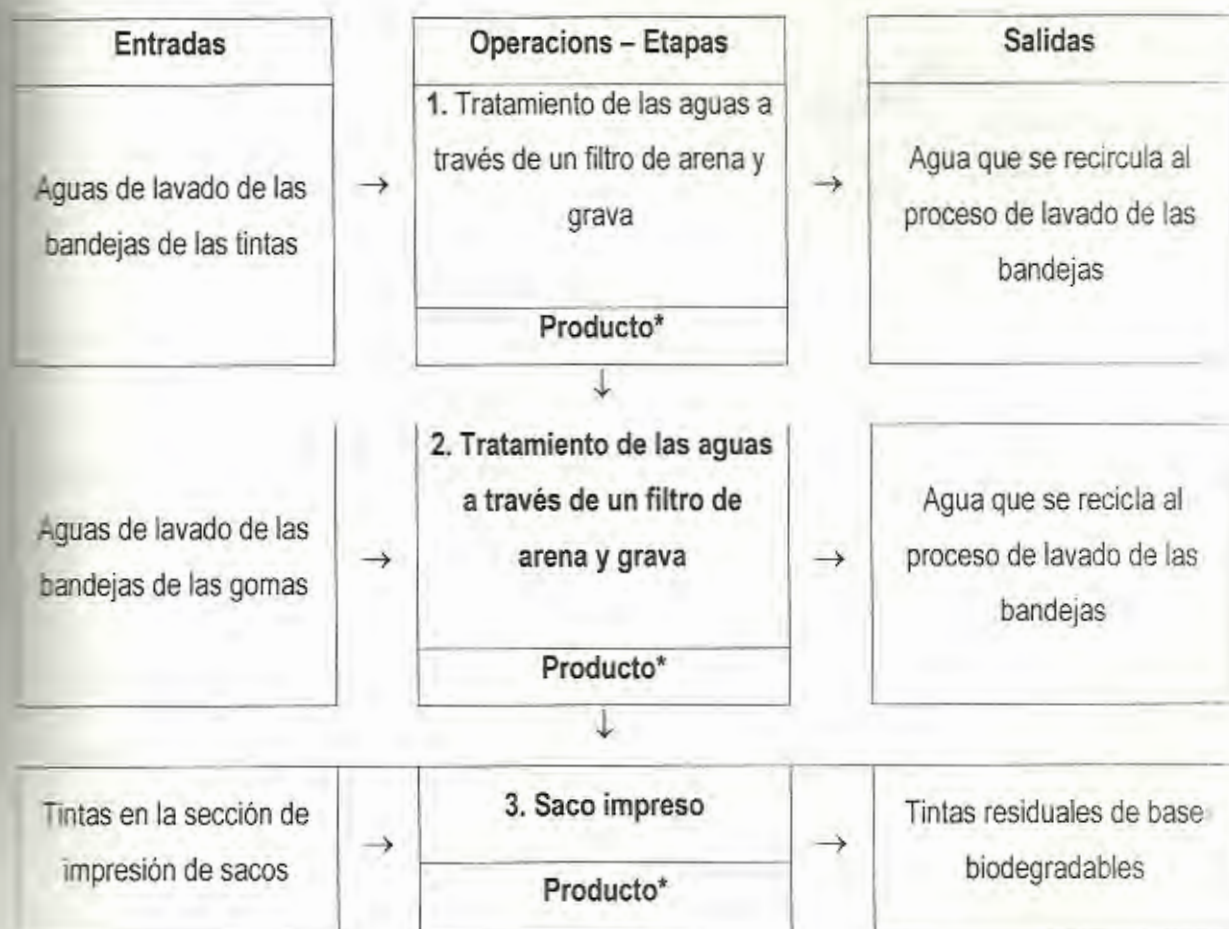 Entradas
Operacions – Etapas
Salidas
Aguas de lavado de las
bandejas de las tintas
→
1. Tratamiento de las aguas a
través de un filtro de arena y
grava
Producto*
→
Agua que se recircula al
proceso de lavado de las
bandejas
↓
Aguas de lavado de las
bandejas de las gomas
→
2. Tratamiento de las aguas
a través de un filtro de
arena y grava
Producto*
→
Agua que se recicla al
proceso de lavado de las
bandejas
↓
Tintas en la sección de
impresión de sacos
→
3. Saco impreso
Producto*
→
Tintas residuales de base
biodegradables